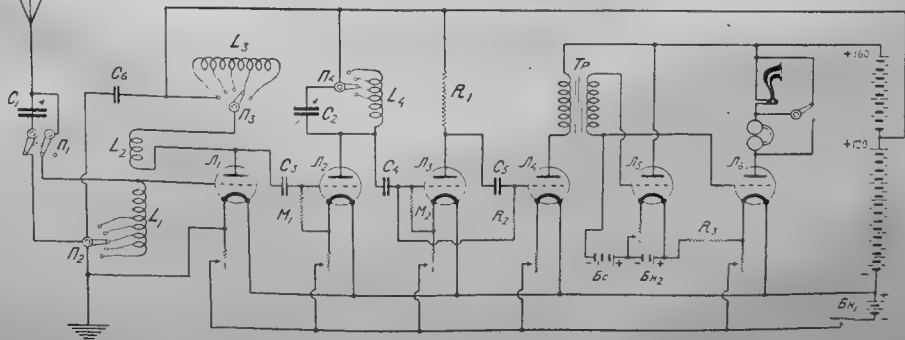 C₆
L₃
C₁
П₁
L₂
П₃
Л₁
П₄
C₂
L₄
R₁
Тр
+160
+120
C₃
Л₂
C₄
Л₃
C₅
Л₄
Л₅
Л₆
M₁
M₂
R₂
L₁
П₂
R₃
- Бс +
- Бн₂ +
-
+
Бн₁
-